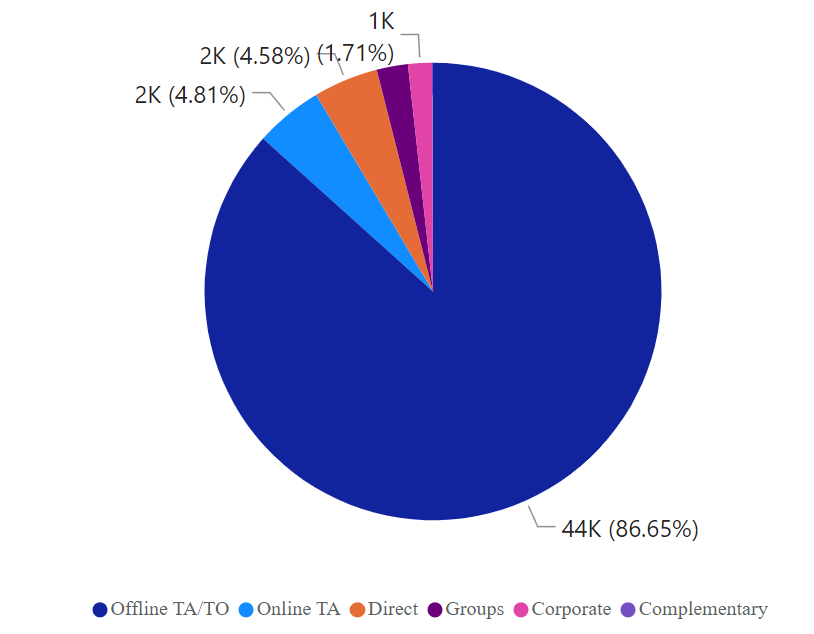 1K
(1.71%)
2K (4.58%)
2K (4.81%)
44K (86.65%)
Offline TA/TO Online TA Direct Groups Corporate Complementary